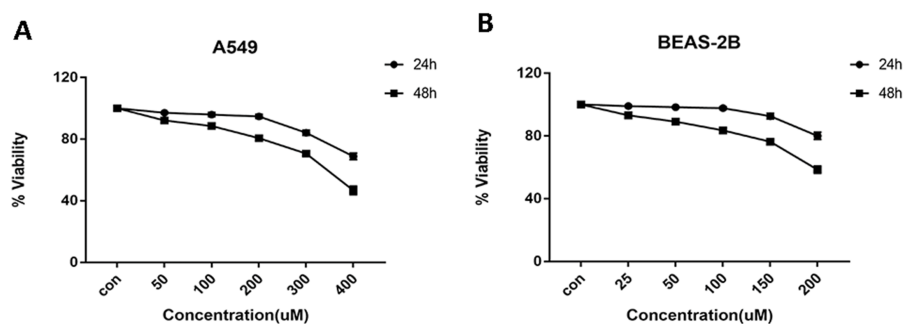 A
A549
24h
48h
120
80
40
0
% Viability
con 50 100 200 300 400
Concentration(uM)
B
BEAS-2B
24h
48h
120
80
40
0
% Viability
con 25 50 100 150 200
Concentration(uM)